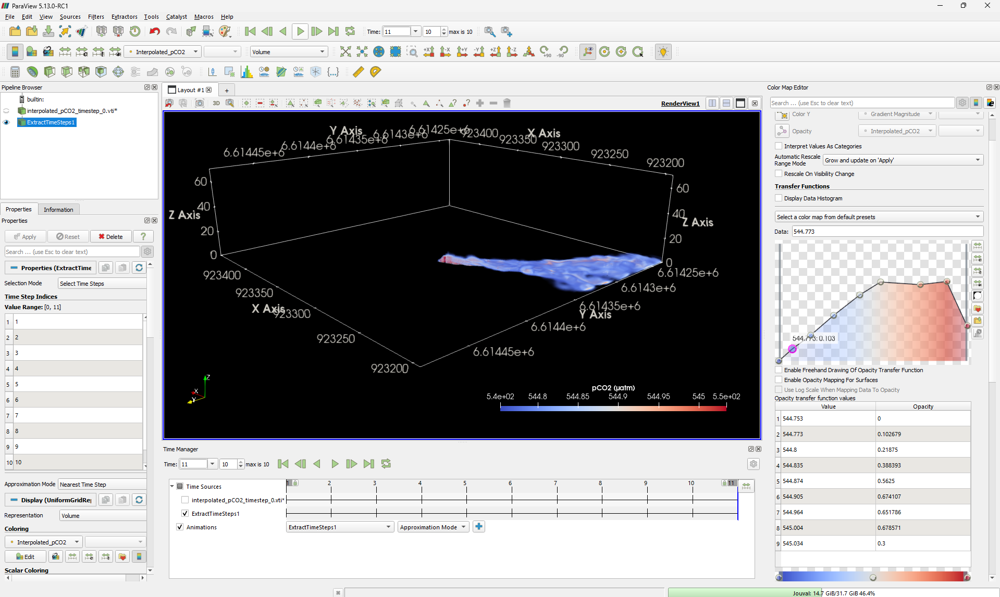 ParaView 5.13.0-RC1
File Edit View Sources Filters Extractors Tools Catalyst Macros Help
Time: 11 10 max is 10
Interpolated_pCO2 Volume +X -X +Y -Y +Z -Z +90 -90
Pipeline Browser
builtin:
interpolated_pCO2_timestep_0.vti*
ExtractTimeSteps1
Properties Information
Properties
Apply Reset Delete ?
Search ... (use Esc to clear text)
Properties (ExtractTime
Selection Mode Select Time Steps
Time Step Indices
Value Range: [0, 11]
1 1
2 2
3 3
4 4
5 5
6 6
7 7
8 8
9 9
10 10
Approximation Mode Nearest Time Step
Display (UniformGridRe
Representation Volume
Coloring
Interpolated_pCO2
Edit
Scalar Coloring
Layout #1 +
3D RenderView1
Y Axis X Axis
6.61445e+6 6.6144e+6 6.61435e+6 6.6143e+6 6.61425e+6
923400 923350 923300 923250 923200
60 40 20 0
Z Axis
60 40 20 0
Z Axis
923400 923350 923300 923250 923200
X Axis
6.61425e+6 6.6143e+6 6.61435e+6 6.6144e+6 6.61445e+6
Y Axis
Z X Y
pCO2 (µatm)
5.4e+02 544.8 544.85 544.9 544.95 545 5.5e+02
Time Manager
Time: 11 10 max is 10
Time Sources 1 2 3 4 5 6 7 8 9 10 11
interpolated_pCO2_timestep_0.vti*
ExtractTimeSteps1
Animations ExtractTimeSteps1 Approximation Mode
Color Map Editor
Search ... (use Esc to clear text)
Color Y Gradient Magnitude
Opacity Interpolated_pCO2
Interpret Values As Categories
Automatic Rescale
Range Mode
Grow and update on 'Apply'
Rescale On Visibility Change
Transfer Functions
Display Data Histogram
Select a color map from default presets
Data: 544.773
544.773: 0.103
Enable Freehand Drawing Of Opacity Transfer Function
Enable Opacity Mapping For Surfaces
Use Log Scale When Mapping Data To Opacity
Opacity transfer function values
Value Opacity
1 544.753 0
2 544.773 0.102679
3 544.8 0.21875
4 544.835 0.388393
5 544.874 0.5625
6 544.905 0.674107
7 544.964 0.651786
8 545.004 0.678571
9 545.034 0.3
Jouval: 14.7 GiB/31.7 GiB 46.4%